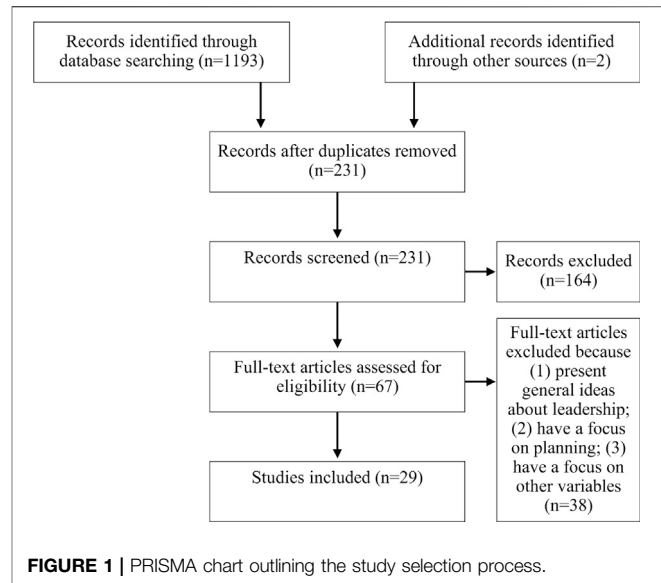 Records identified through
database searching (n=1193)
Additional records identified
through other sources (n=2)
Records after duplicates removed
(n=231)
Records screened (n=231)
Records excluded
(n=164)
Full-text articles assessed for
eligibility (n=67)
Full-text articles
excluded because
(1) present
general ideas
about leadership;
(2) have a focus
on planning; (3)
have a focus on
other variables
(n=38)
Studies included (n=29)
FIGURE 1 | PRISMA chart outlining the study selection process.